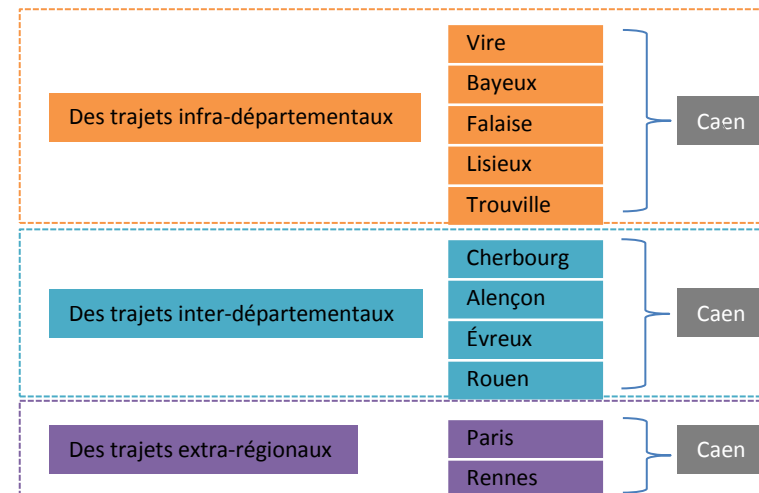 Des trajets infra-départementaux
Vire
Bayeux
Falaise
Lisieux
Trouville
Caen
Des trajets inter-départementaux
Cherbourg
Alençon
Évreux
Rouen
Caen
Des trajets extra-régionaux
Paris
Rennes
Caen